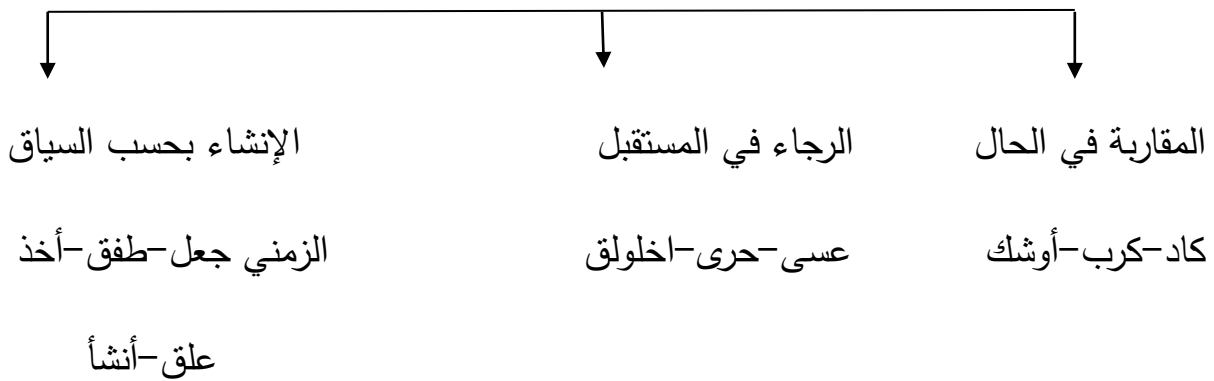 المقاربة في الحال
الرجاء في المستقبل
الإنشاء بحسب السياق
كاد-كرب-أوشك
عسى-حرى-اخلولق
الزمني جعل-طفق-أخذ
علق-أنشأ